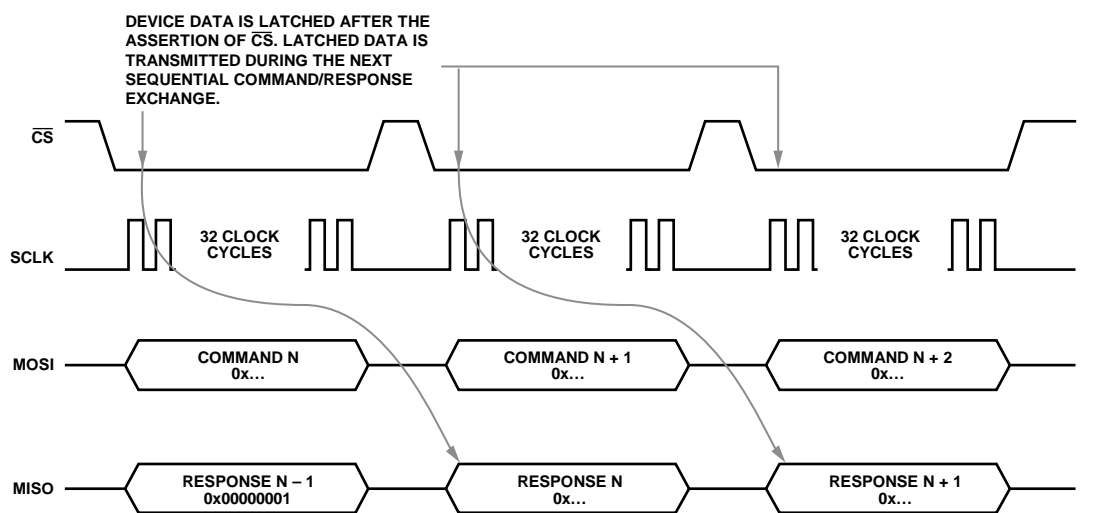 DEVICE DATA IS LATCHED AFTER THE
ASSERTION OF CS. LATCHED DATA IS
TRANSMITTED DURING THE NEXT
SEQUENTIAL COMMAND/RESPONSE
EXCHANGE.
CS
SCLK
32 CLOCK
CYCLES
32 CLOCK
CYCLES
32 CLOCK
CYCLES
MOSI
COMMAND N
0x…
COMMAND N + 1
0x…
COMMAND N + 2
0x…
MISO
RESPONSE N – 1
0x00000001
RESPONSE N
0x…
RESPONSE N + 1
0x…